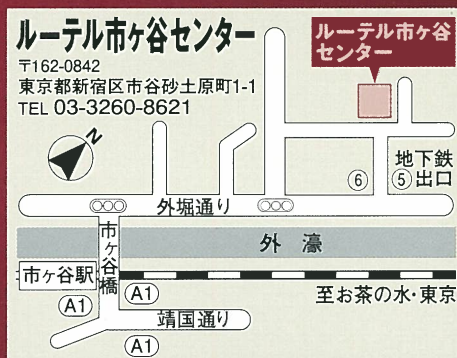 ルーテル市ヶ谷センター
〒162-0842
東京都新宿区市谷砂土原町1-1
TEL 03-3260-8621
ルーテル市ヶ谷
センター
N
地下鉄
⑥ ⑤出口
外堀通り
外濠
市ヶ谷橋
市ヶ谷駅
A1 A1
至お茶の水・東京
靖国通り
A1